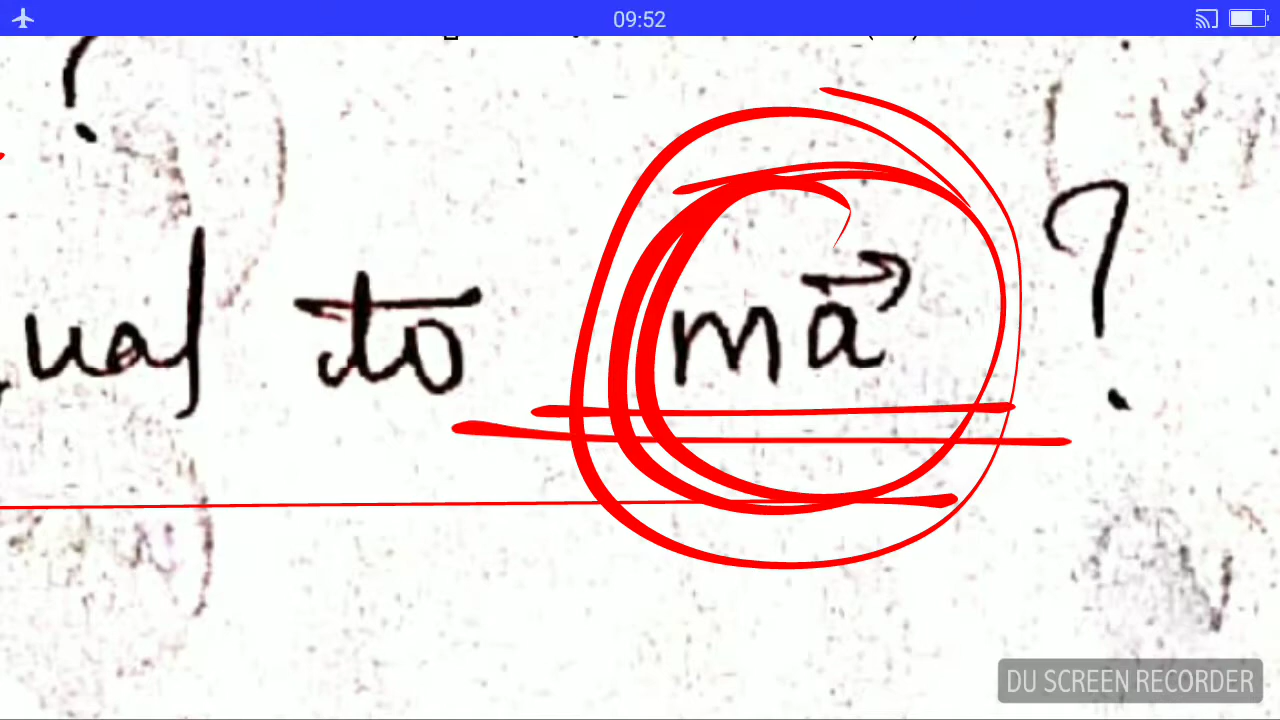 09:52
?
ual to ma⃗ ?
DU SCREEN RECORDER